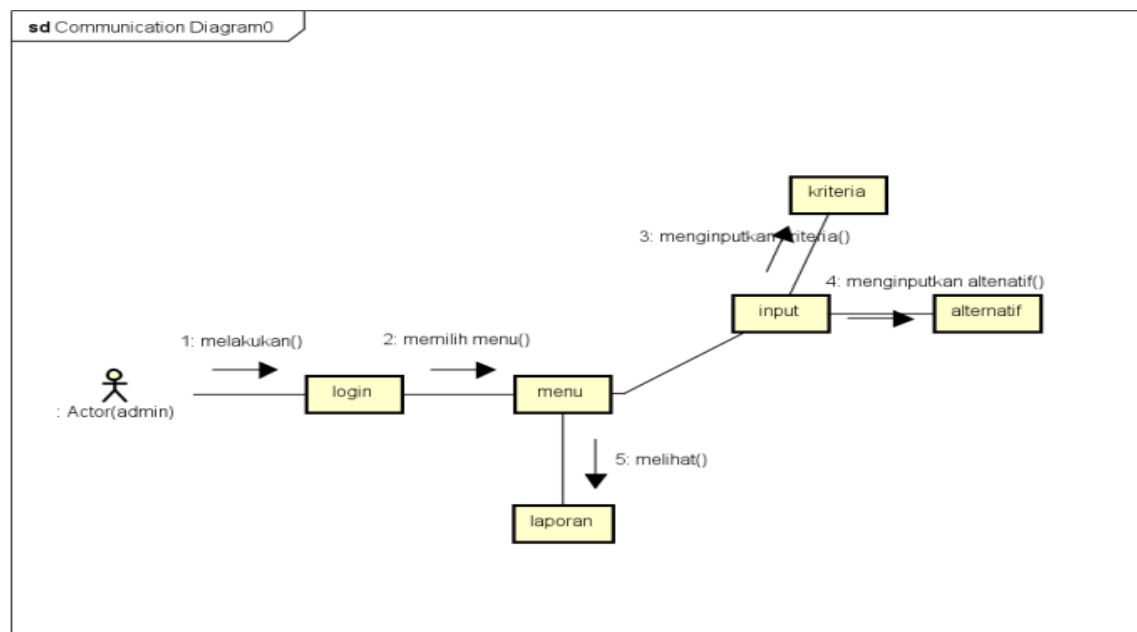 sd Communication Diagram0
kriteria
3: menginputkan kriteria()
4: menginputkan altenatif()
input
alternatif
1: melakukan()
2: memilih menu()
login
menu
: Actor(admin)
5: melihat()
laporan